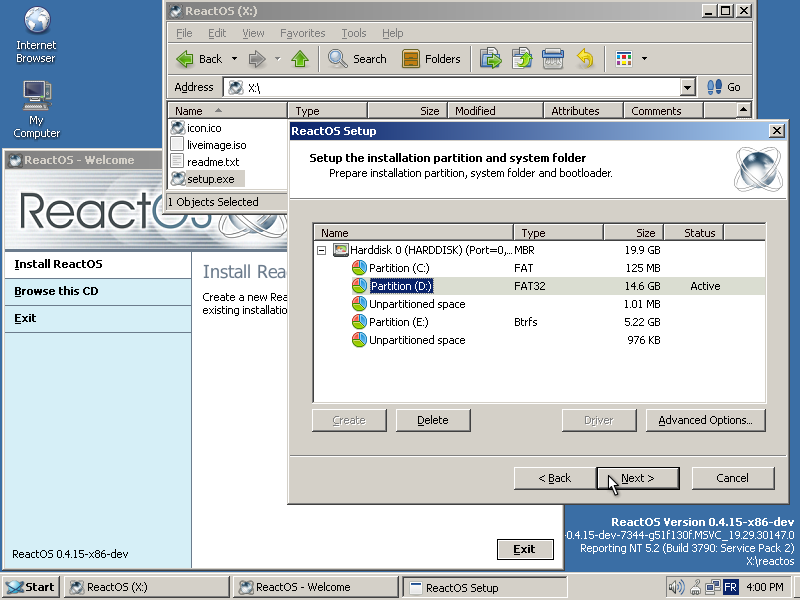 Internet
Browser
My
Computer
ReactOS (X:)
File Edit View Favorites Tools Help
Back Search Folders
Address X:\ Go
Name Type Size Modified Attributes Comments
icon.ico
liveimage.iso
readme.txt
setup.exe
1 Objects Selected
ReactOS - Welcome
ReactOS
Install ReactOS
Browse this CD
Exit
Install Rea
Create a new Rea
existing installatio
ReactOS 0.4.15-x86-dev
Exit
ReactOS Setup
Setup the installation partition and system folder
Prepare installation partition, system folder and bootloader.
Name Type Size Status
Harddisk 0 (HARDDISK) (Port=0,... MBR 19.9 GB
Partition (C:) FAT 125 MB
Partition (D:) FAT32 14.6 GB Active
Unpartitioned space 1.01 MB
Partition (E:) Btrfs 5.22 GB
Unpartitioned space 976 KB
Create Delete Driver Advanced Options...
< Back Next > Cancel
ReactOS Version 0.4.15-x86-dev
0.4.15-dev-7344-g51f130f.MSVC_19.29.30147.0
Reporting NT 5.2 (Build 3790: Service Pack 2)
X:\reactos
Start ReactOS (X:) ReactOS - Welcome ReactOS Setup FR 4:00 PM